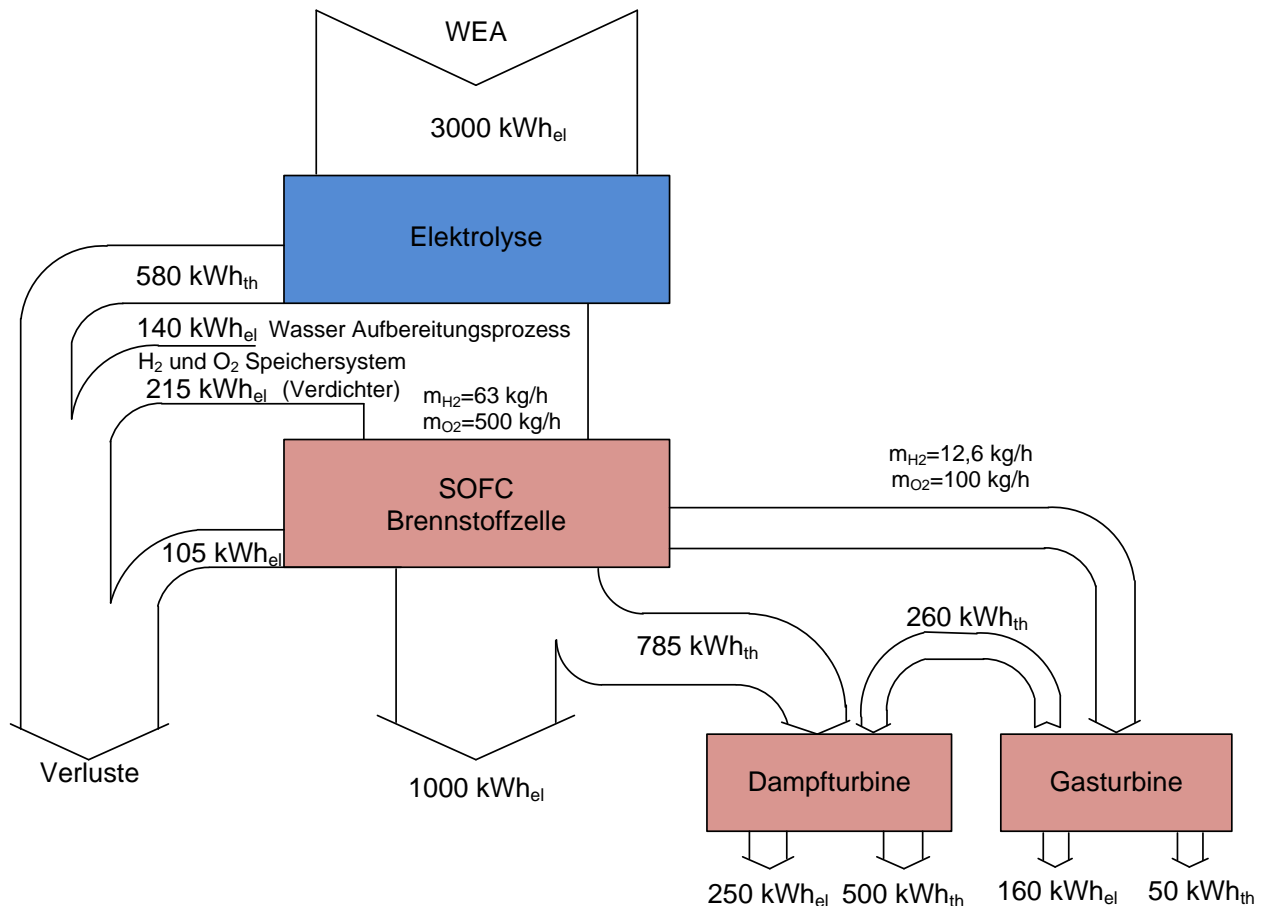 WEA
3000 kWhel
Elektrolyse
580 kWhth
140 kWhel Wasser Aufbereitungsprozess
H2 und O2 Speichersystem
215 kWhel (Verdichter)
mH2=63 kg/h
mO2=500 kg/h
mH2=12,6 kg/h
mO2=100 kg/h
SOFC
Brennstoffzelle
105 kWhel
260 kWhth
785 kWhth
Verluste
1000 kWhel
Dampfturbine
Gasturbine
250 kWhel
500 kWhth
160 kWhel
50 kWhth